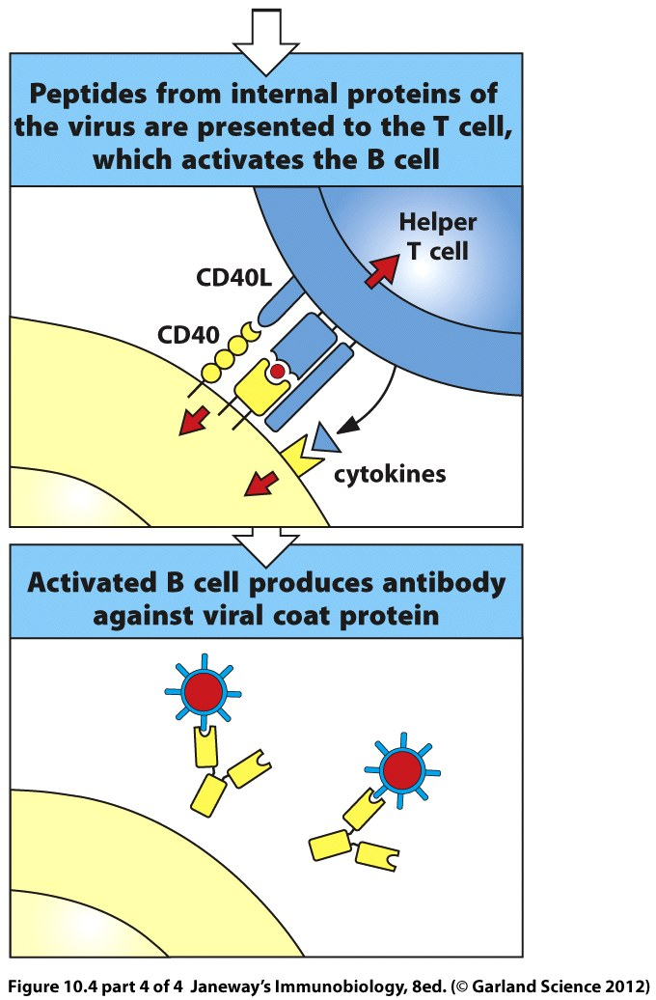 Peptides from internal proteins of
the virus are presented to the T cell,
which activates the B cell
Helper
T cell
CD40L
CD40
cytokines
Activated B cell produces antibody
against viral coat protein
Figure 10.4 part 4 of 4 Janeway’s Immunobiology, 8ed. (© Garland Science 2012)